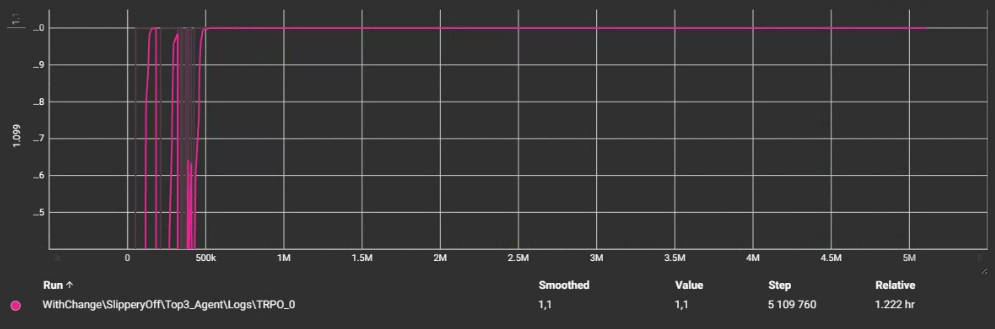 1.1
..0
..9
..8
..7
1.099
..6
..5
0 500k 1M 1.5M 2M 2.5M 3M 3.5M 4M 4.5M 5M
Run ↑ Smoothed Value Step Relative
WithChange\SlipperyOff\Top3_Agent\Logs\TRPO_0 1,1 1,1 5 109 760 1.222 hr